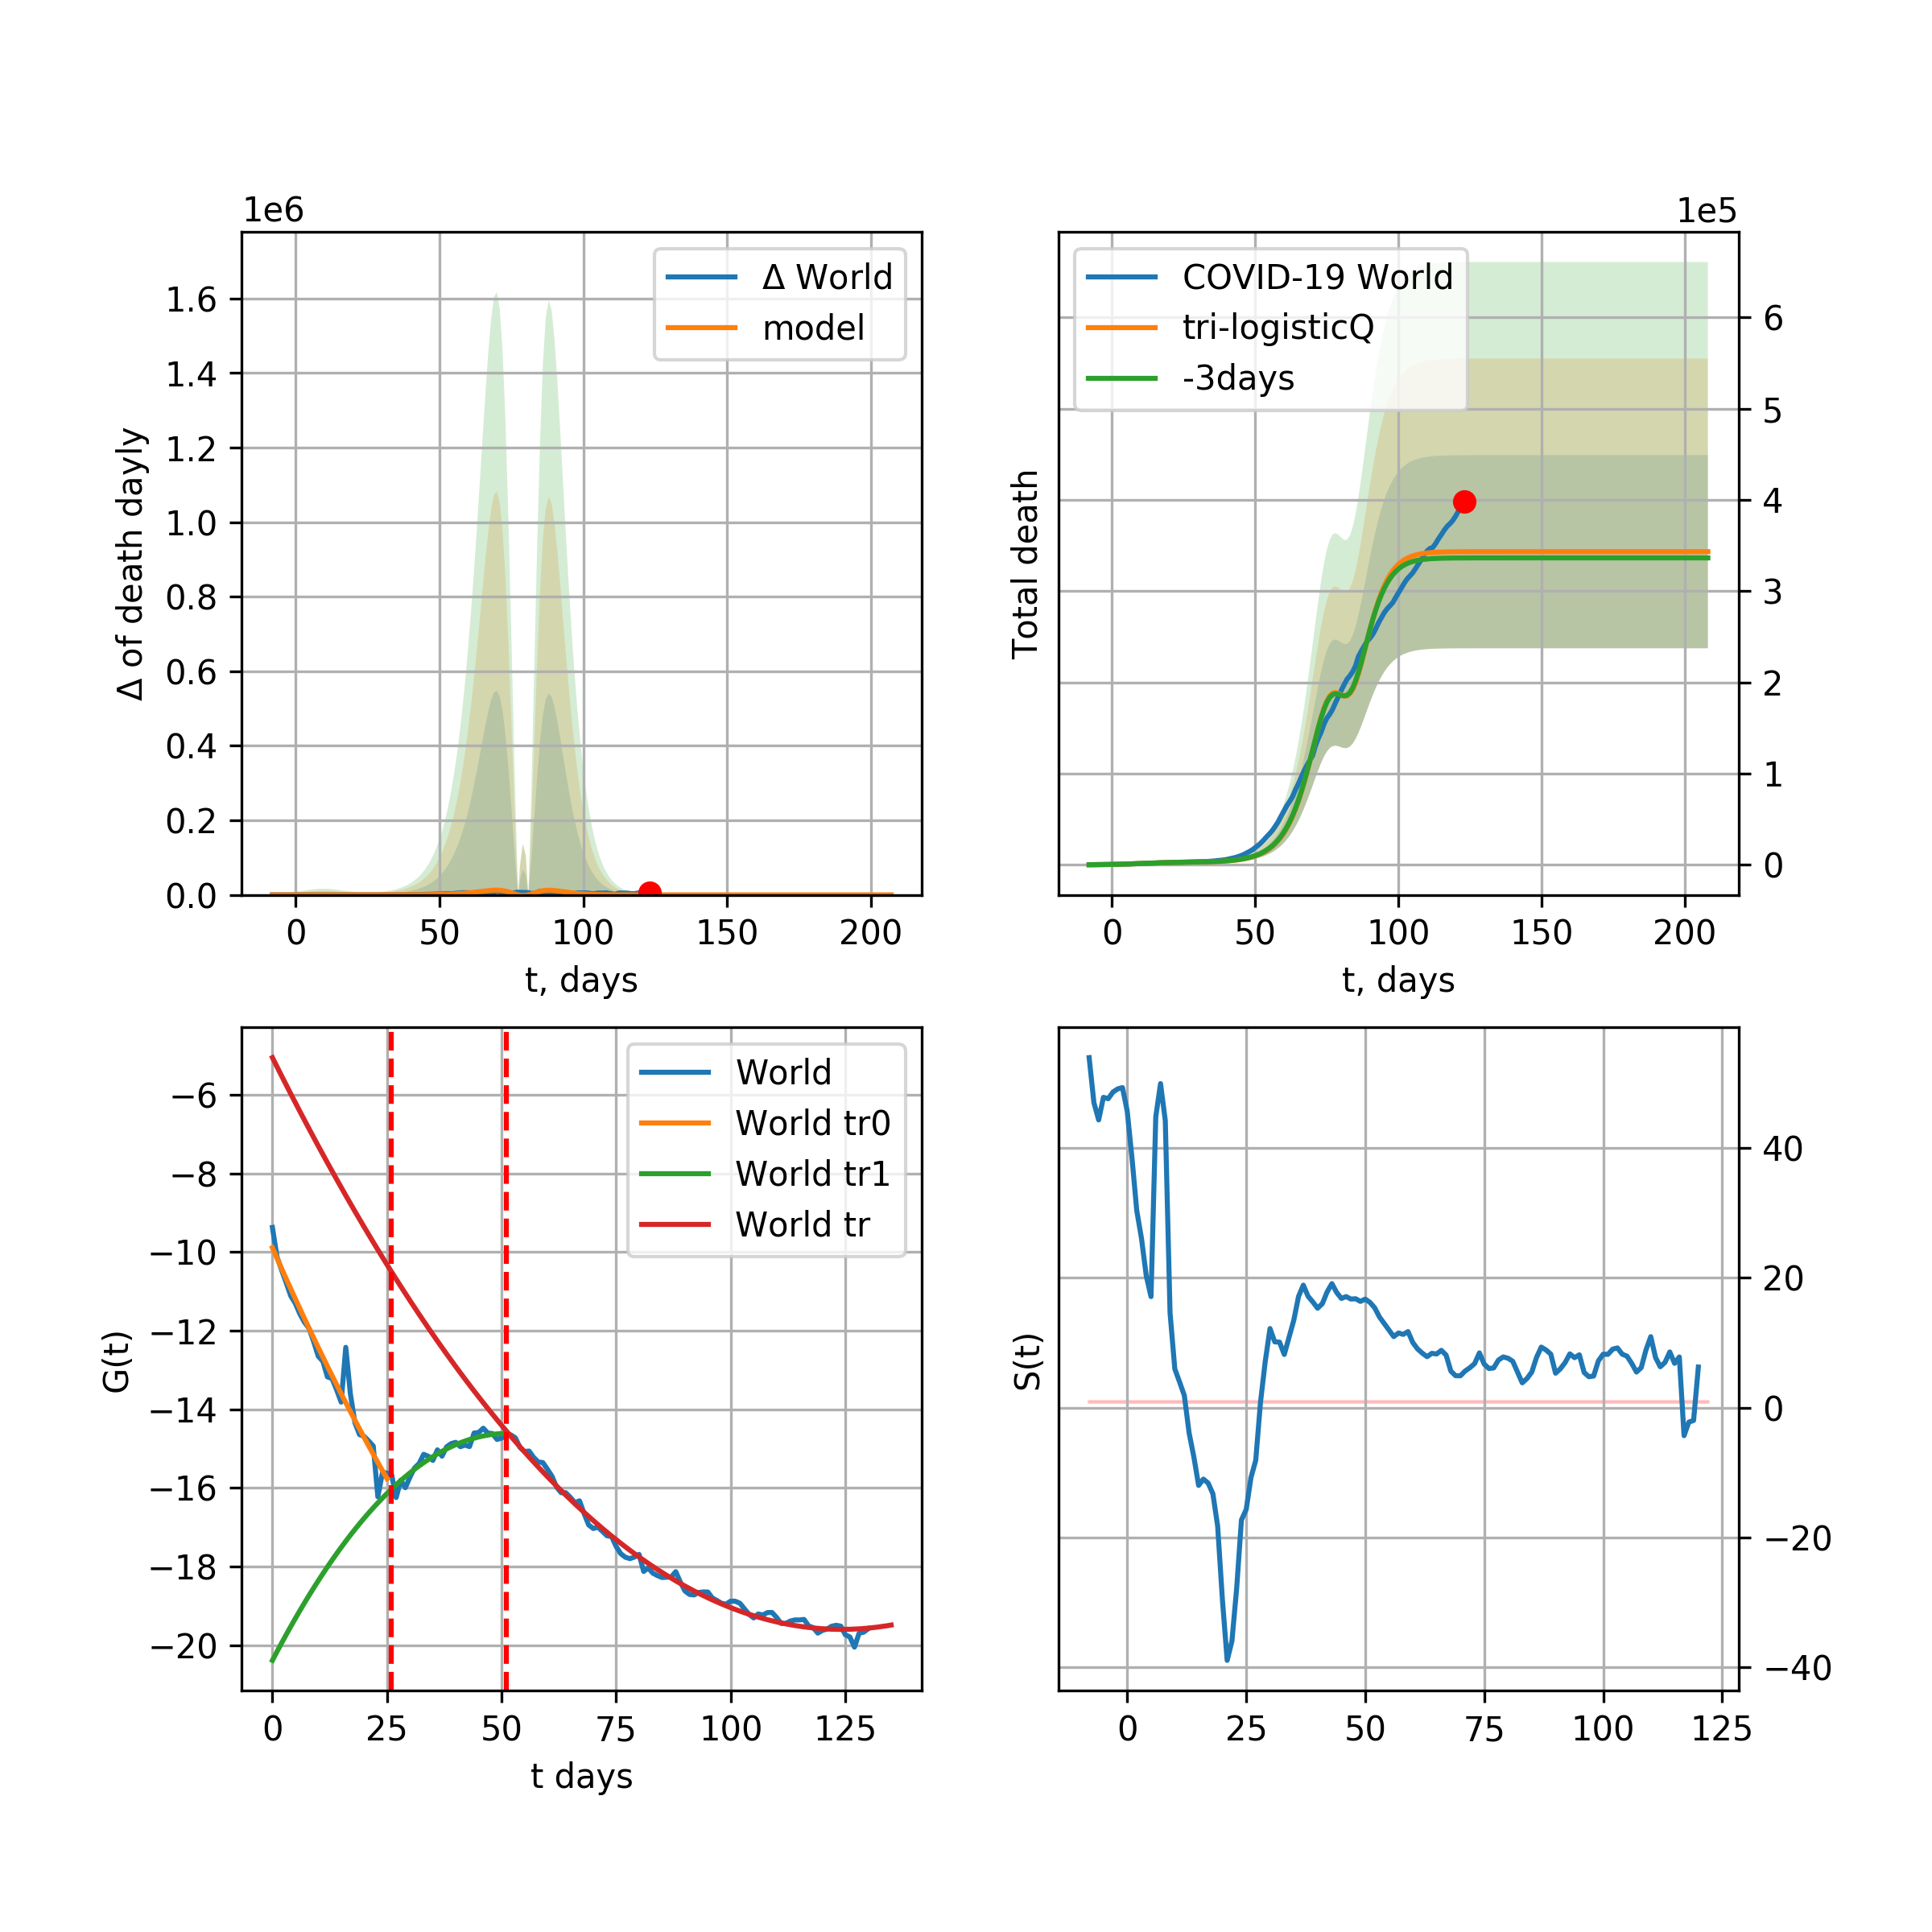 1e6
Δ World
model
1.6
1.4
1.2
1.0
0.8
0.6
0.4
0.2
0.0
Δ of death dayly
0 50 100 150 200
t, days
1e5
COVID-19 World
tri-logisticQ
-3days
6
5
4
3
2
1
0
Total death
0 50 100 150 200
t, days
World
World tr0
World tr1
World tr
−6
−8
−10
−12
−14
−16
−18
−20
G(t)
0 25 50 75 100 125
t days
S(t)
40
20
0
−20
−40
0 25 50 75 100 125